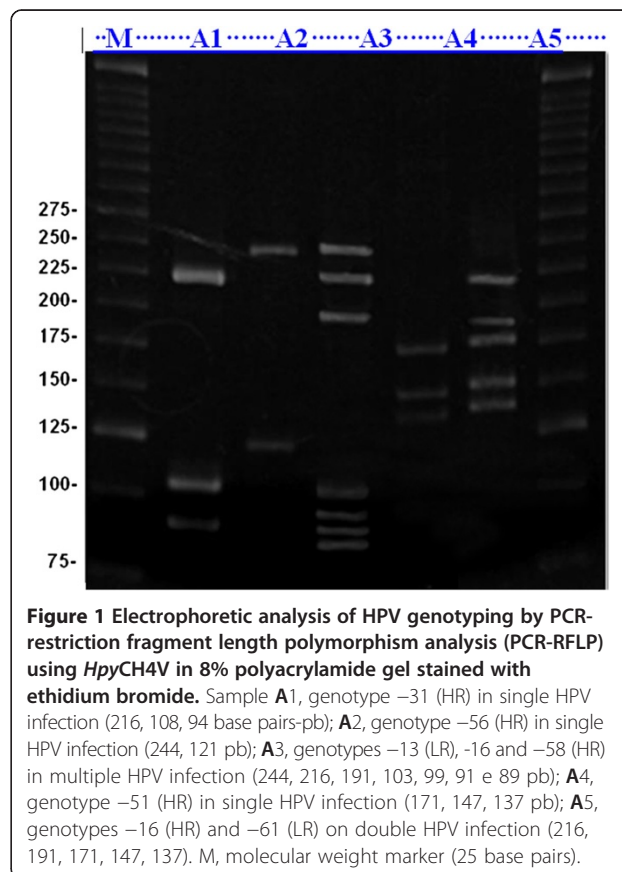 M ········ A1 ········ A2 ········ A3 ······· A4 ······· A5 ······
275-
250-
225-
200-
175-
150-
125-
100-
75-
Figure 1 Electrophoretic analysis of HPV genotyping by PCR-
restriction fragment length polymorphism analysis (PCR-RFLP)
using HpyCH4V in 8% polyacrylamide gel stained with
ethidium bromide. Sample A1, genotype −31 (HR) in single HPV
infection (216, 108, 94 base pairs-pb); A2, genotype −56 (HR) in single
HPV infection (244, 121 pb); A3, genotypes −13 (LR), -16 and −58 (HR)
in multiple HPV infection (244, 216, 191, 103, 99, 91 e 89 pb); A4,
genotype −51 (HR) in single HPV infection (171, 147, 137 pb); A5,
genotypes −16 (HR) and −61 (LR) on double HPV infection (216,
191, 171, 147, 137). M, molecular weight marker (25 base pairs).